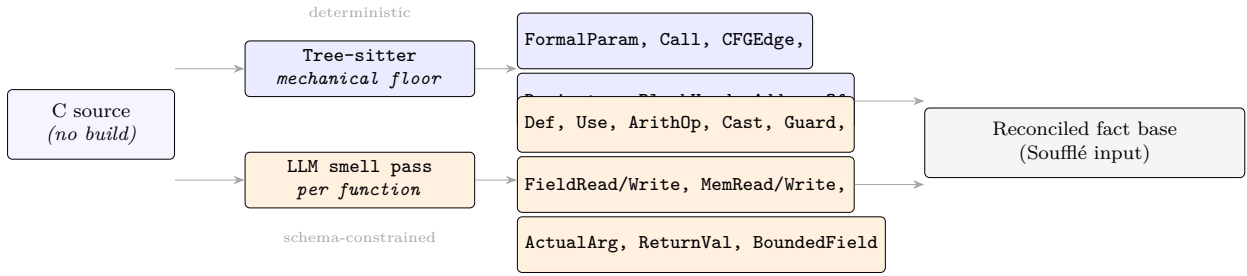 deterministic
FormalParam, Call, CFGEdge,
Tree-sitter
mechanical floor
C source
(no build)
Def, Use, ArithOp, Cast, Guard,
Reconciled fact base
(Soufflé input)
LLM smell pass
per function
FieldRead/Write, MemRead/Write,
schema-constrained
ActualArg, ReturnVal, BoundedField